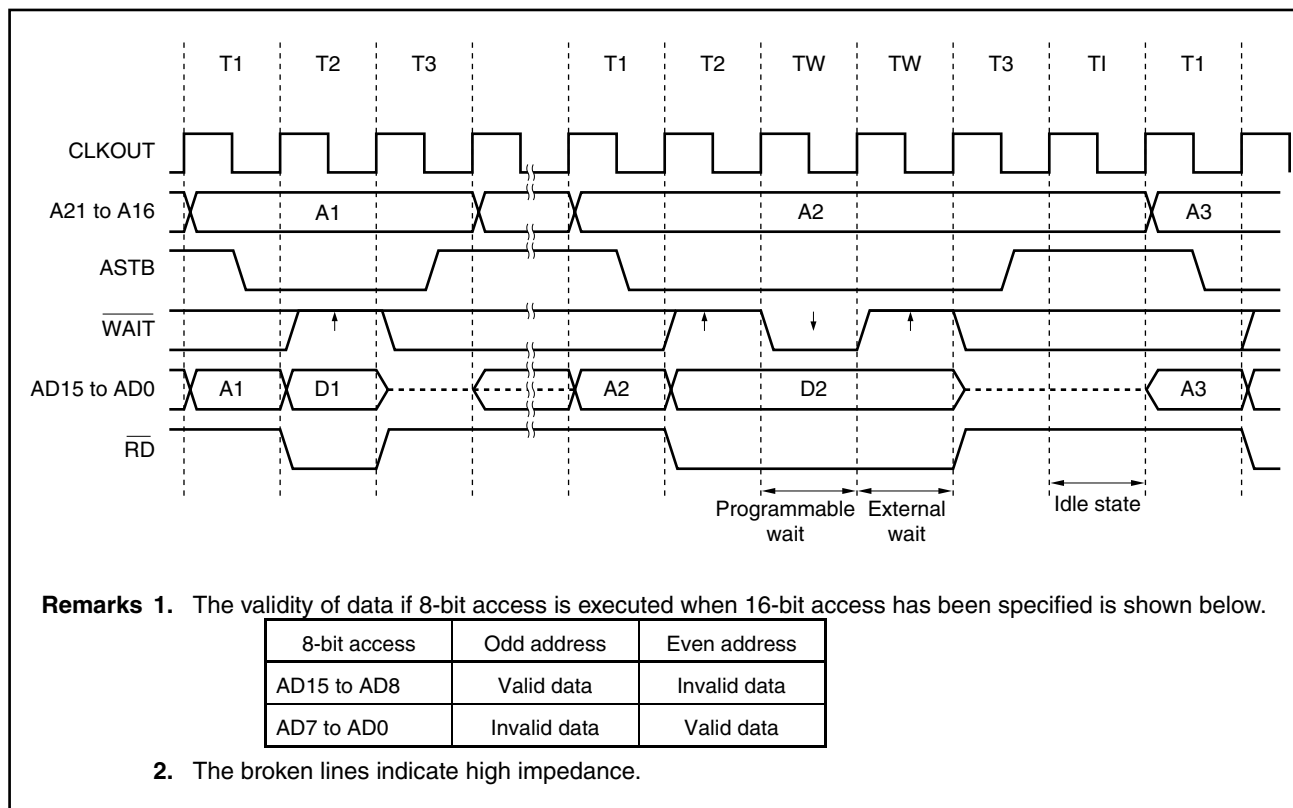 T1 T2 T3 T1 T2 TW TW T3 TI T1
CLKOUT
A21 to A16 A1 A2 A3
ASTB
WAIT
AD15 to AD0 A1 D1 A2 D2 A3
RD
Programmable wait
External wait
Idle state
Remarks 1. The validity of data if 8-bit access is executed when 16-bit access has been specified is shown below.
8-bit access Odd address Even address
AD15 to AD8 Valid data Invalid data
AD7 to AD0 Invalid data Valid data
2. The broken lines indicate high impedance.